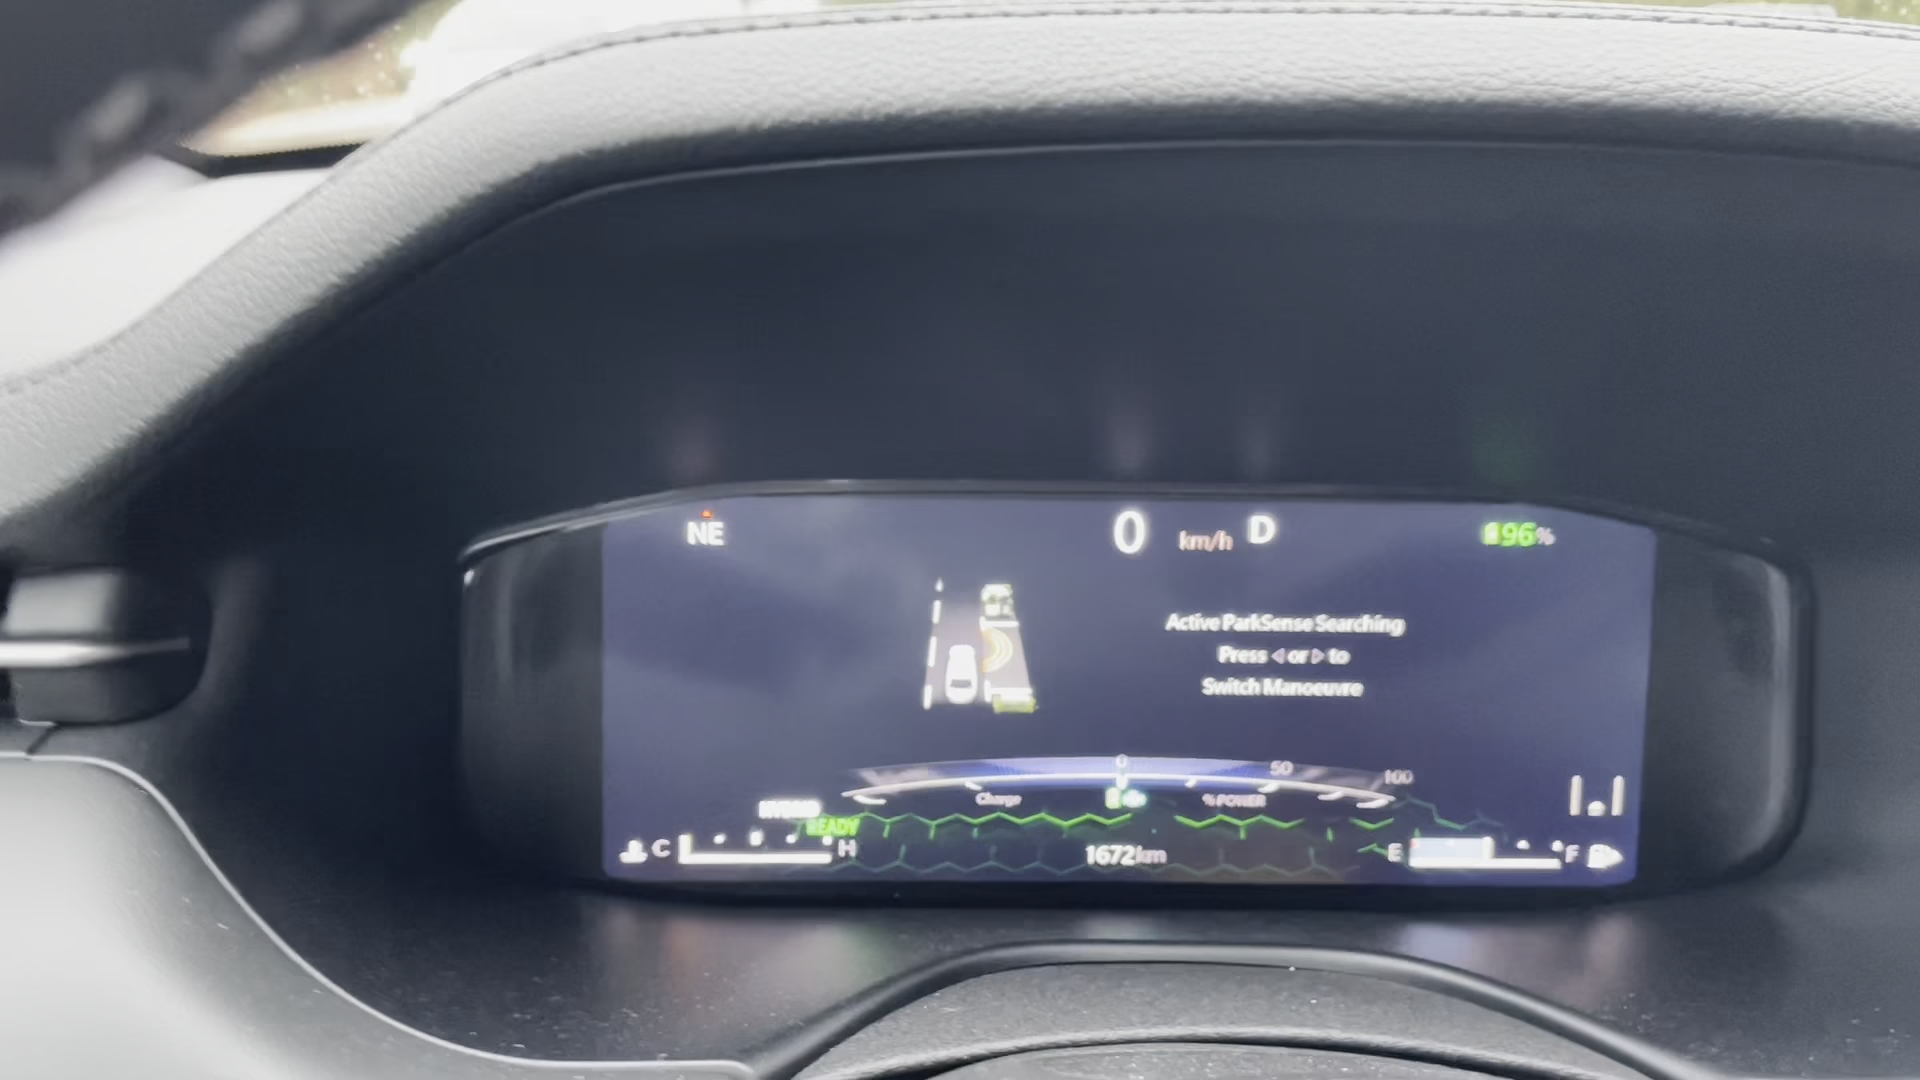 NE
0 km/h D
96%
Active ParkSense Searching
Press ◁ or ▷ to
Switch Manoeuvre
0
50
100
Charge
% POWER
HYBRID
READY
C
H
1672km
E
F